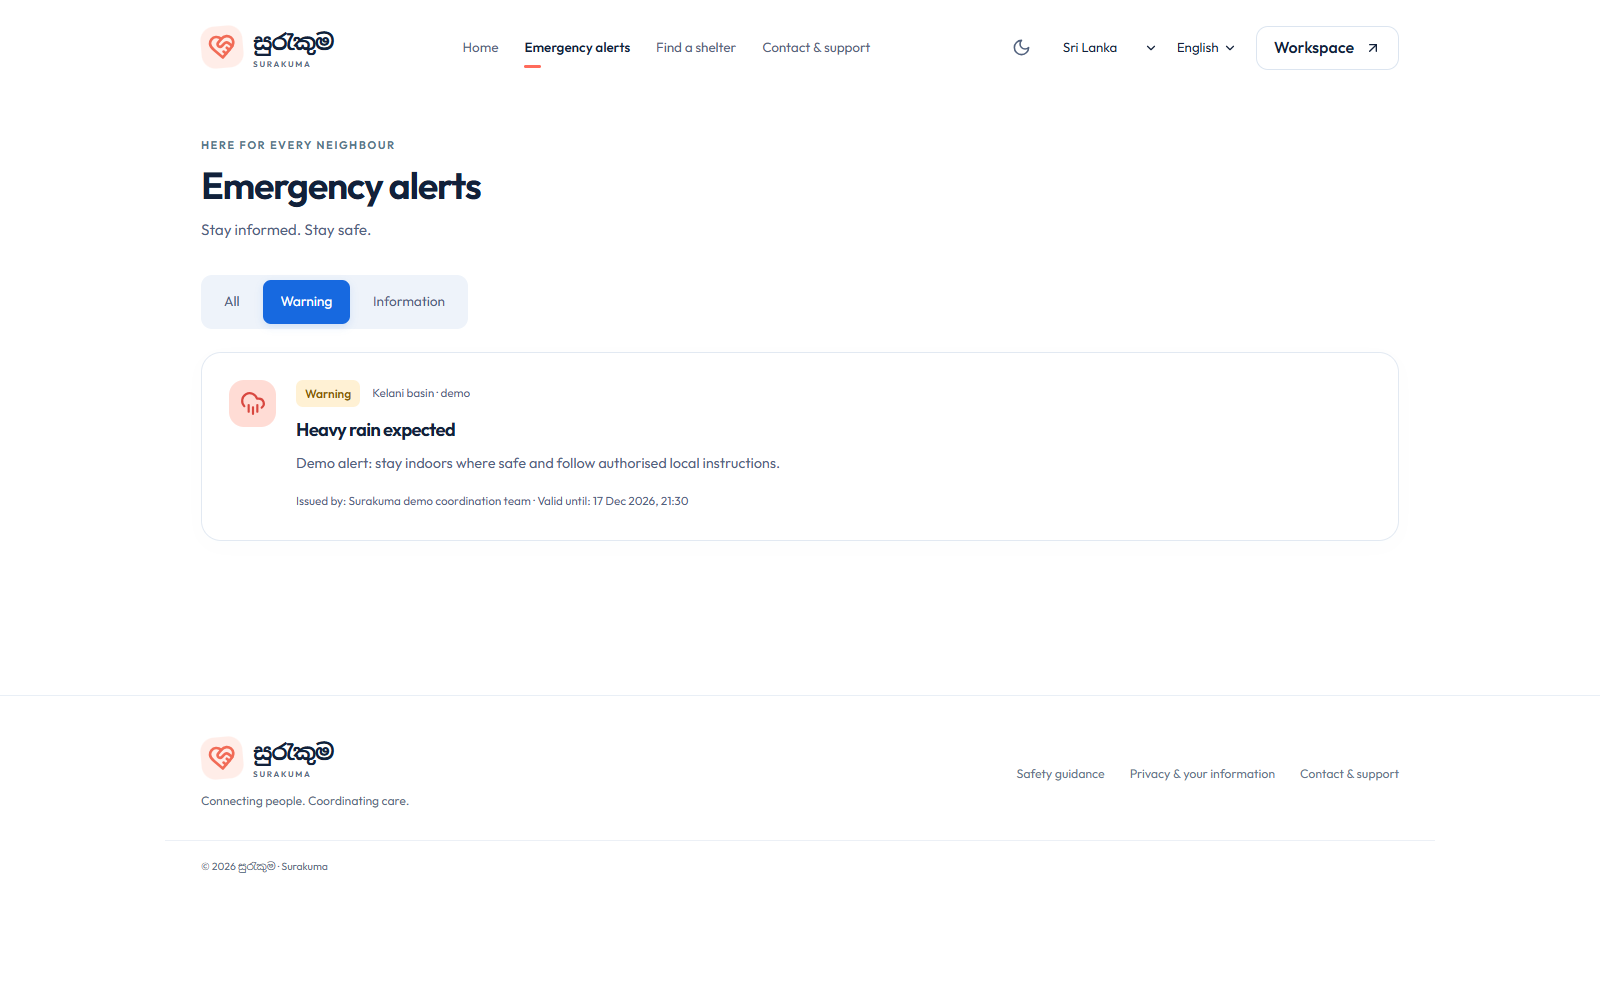 සුරැකුම
SURAKUMA
Home
Emergency alerts
Find a shelter
Contact & support
Sri Lanka
English
Workspace
HERE FOR EVERY NEIGHBOUR
Emergency alerts
Stay informed. Stay safe.
All
Warning
Information
Warning
Kelani basin · demo
Heavy rain expected
Demo alert: stay indoors where safe and follow authorised local instructions.
Issued by: Surakuma demo coordination team · Valid until: 17 Dec 2026, 21:30
සුරැකුම
SURAKUMA
Connecting people. Coordinating care.
Safety guidance
Privacy & your information
Contact & support
© 2026 සුරැකුම · Surakuma